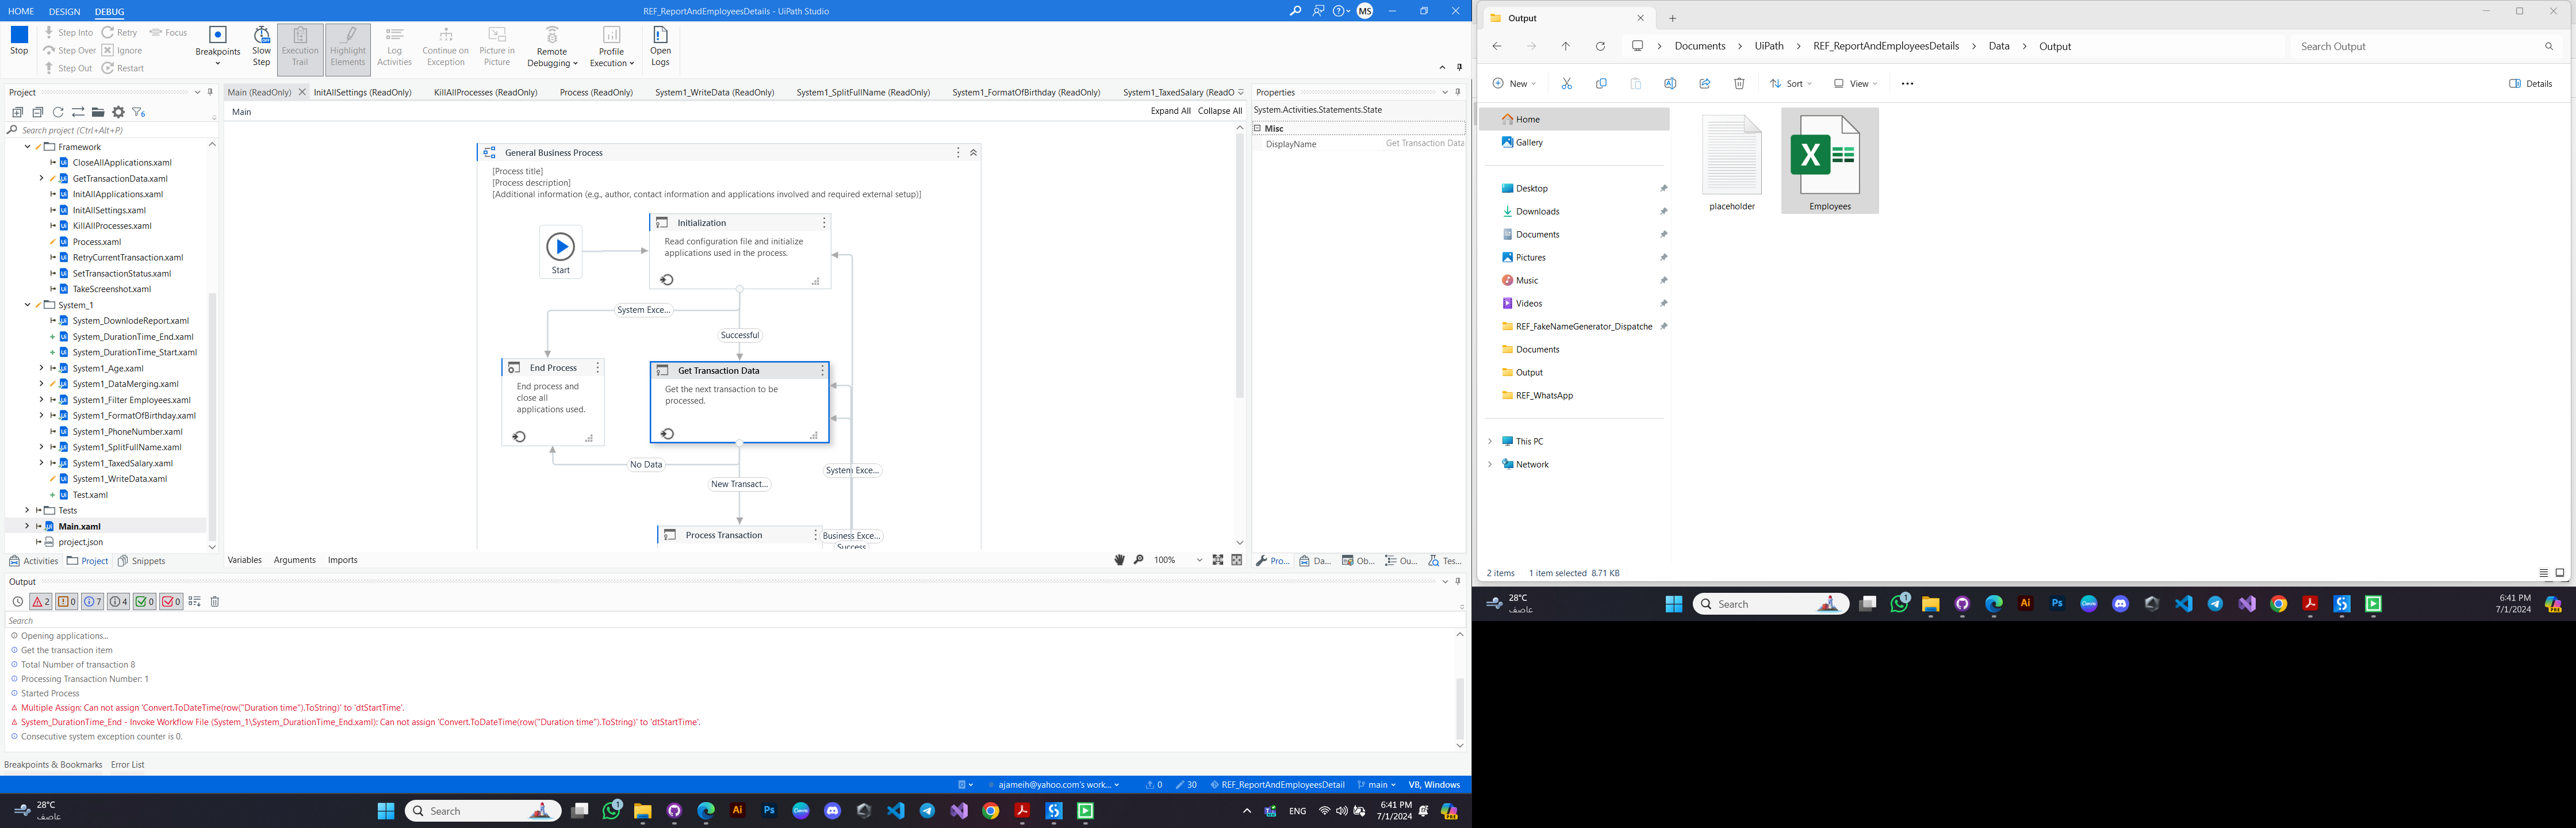 HOME DESIGN DEBUG
REF_ReportAndEmployeesDetails - UiPath Studio
MS
Stop
Step Into Retry Focus
Step Over Ignore
Step Out Restart
Breakpoints
Slow Step
Execution Trail
Highlight Elements
Log Activities
Continue on Exception
Picture in Picture
Remote Debugging
Profile Execution
Open Logs
Project
Search project (Ctrl+Alt+P)
Framework
CloseAllApplications.xaml
GetTransactionData.xaml
InitAllApplications.xaml
InitAllSettings.xaml
KillAllProcesses.xaml
Process.xaml
RetryCurrentTransaction.xaml
SetTransactionStatus.xaml
TakeScreenshot.xaml
System_1
System_DownlodeReport.xaml
System_DurationTime_End.xaml
System_DurationTime_Start.xaml
System1_Age.xaml
System1_DataMerging.xaml
System1_Filter Employees.xaml
System1_FormatOfBirthday.xaml
System1_PhoneNumber.xaml
System1_SplitFullName.xaml
System1_TaxedSalary.xaml
System1_WriteData.xaml
Test.xaml
Tests
Main.xaml
project.json
Activities Project Snippets
Main (ReadOnly) InitAllSettings (ReadOnly) KillAllProcesses (ReadOnly) Process (ReadOnly) System1_WriteData (ReadOnly) System1_SplitFullName (ReadOnly) System1_FormatOfBirthday (ReadOnly) System1_TaxedSalary (ReadO
Main
Expand All Collapse All
General Business Process
[Process title]
[Process description]
[Additional information (e.g., author, contact information and applications involved and required external setup)]
Start
Initialization
Read configuration file and initialize
applications used in the process.
System Exce...
Successful
End Process
End process and
close all
applications used.
Get Transaction Data
Get the next transaction to be
processed.
No Data
System Exce...
New Transact...
Process Transaction
Business Exce...
Success
Variables Arguments Imports
100%
Properties
System.Activities.Statements.State
Misc
DisplayName Get Transaction Data
Pro... Da... Ob... Ou... Tes...
Output
2 0 7 4 0 0
Search
Opening applications...
Get the transaction item
Total Number of transaction 8
Processing Transaction Number: 1
Started Process
Multiple Assign: Can not assign 'Convert.ToDateTime(row("Duration time").ToString)' to 'dtStartTime'.
System_DurationTime_End - Invoke Workflow File (System_1\System_DurationTime_End.xaml): Can not assign 'Convert.ToDateTime(row("Duration time").ToString)' to 'dtStartTime'.
Consecutive system exception counter is 0.
Breakpoints & Bookmarks Error List
ajameih@yahoo.com's work... 0 30 REF_ReportAndEmployeesDetail main VB, Windows
28°C
عاصف
Search
1
Ai
Ps
ENG
6:41 PM
7/1/2024
Output
Documents UiPath REF_ReportAndEmployeesDetails Data Output
Search Output
New Sort View Details
Home
Gallery
Desktop
Downloads
Documents
Pictures
Music
Videos
REF_FakeNameGenerator_Dispatche
Documents
Output
REF_WhatsApp
This PC
Network
placeholder
X
Employees
2 items 1 item selected 8.71 KB
28°C
عاصف
Search
1
Ai
Ps
6:41 PM
7/1/2024